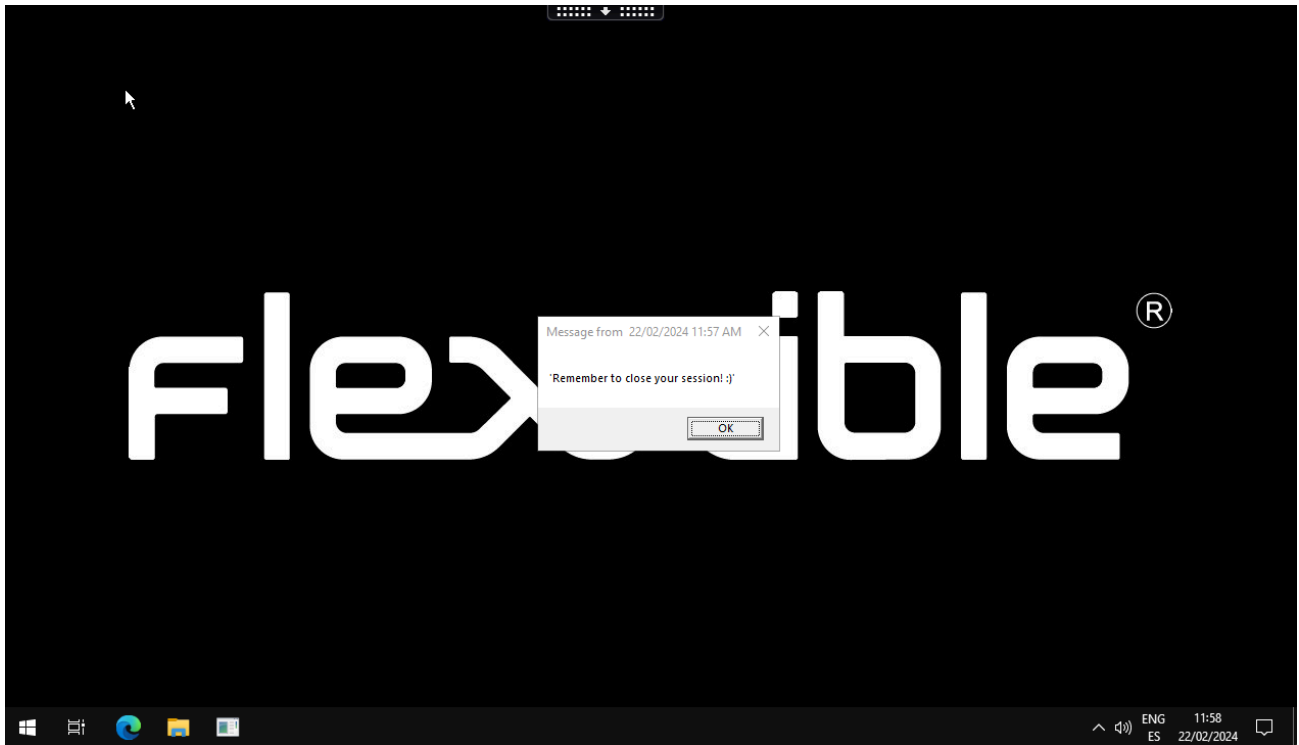 flexible ®
Message from 22/02/2024 11:57 AM
'Remember to close your session! :)'
OK
ENG
ES
11:58
22/02/2024